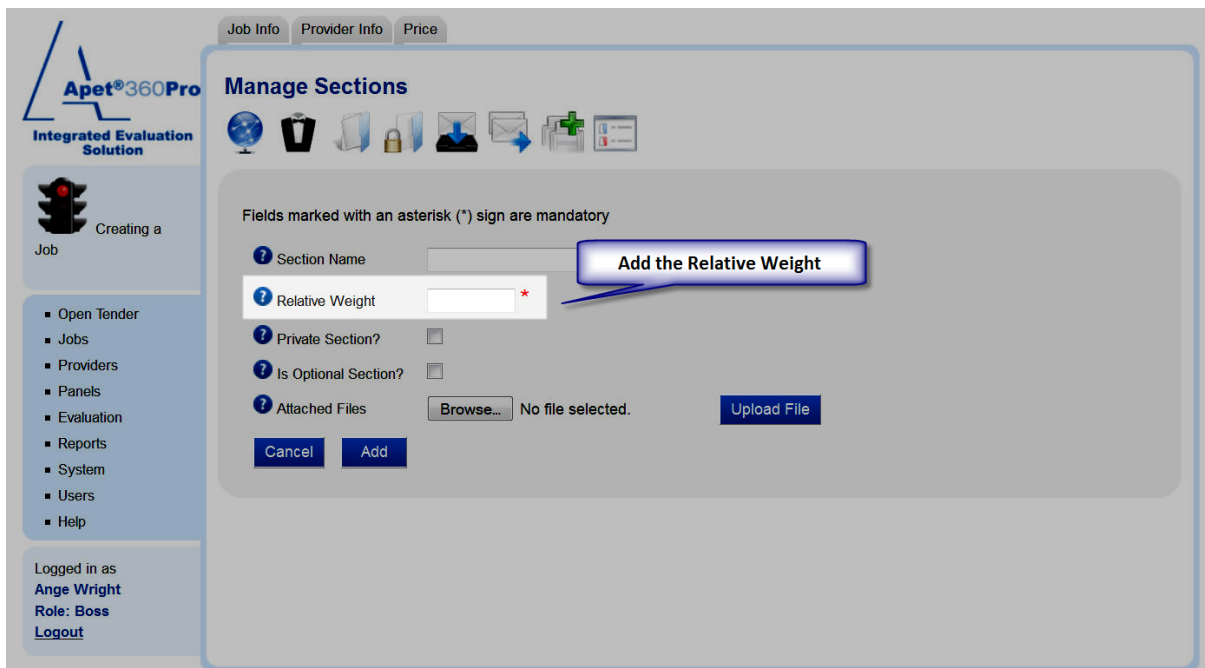 Job Info Provider Info Price
Apet®360Pro
Integrated Evaluation
Solution
Creating a
Job
Open Tender
Jobs
Providers
Panels
Evaluation
Reports
System
Users
Help
Logged in as
Ange Wright
Role: Boss
Logout
Manage Sections
Fields marked with an asterisk (*) sign are mandatory
? Section Name
Add the Relative Weight
? Relative Weight *
? Private Section?
? Is Optional Section?
? Attached Files Browse... No file selected. Upload File
Cancel Add